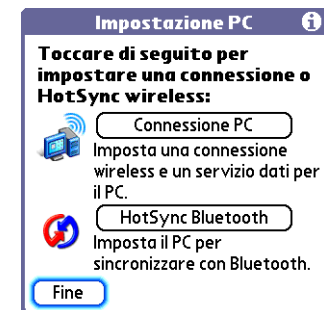 Impostazione PC
Toccare di seguito per
impostare una connessione o
HotSync wireless:
Connessione PC
Imposta una connessione
wireless e un servizio dati per
il PC.
HotSync Bluetooth
Imposta il PC per
sincronizzare con Bluetooth.
Fine